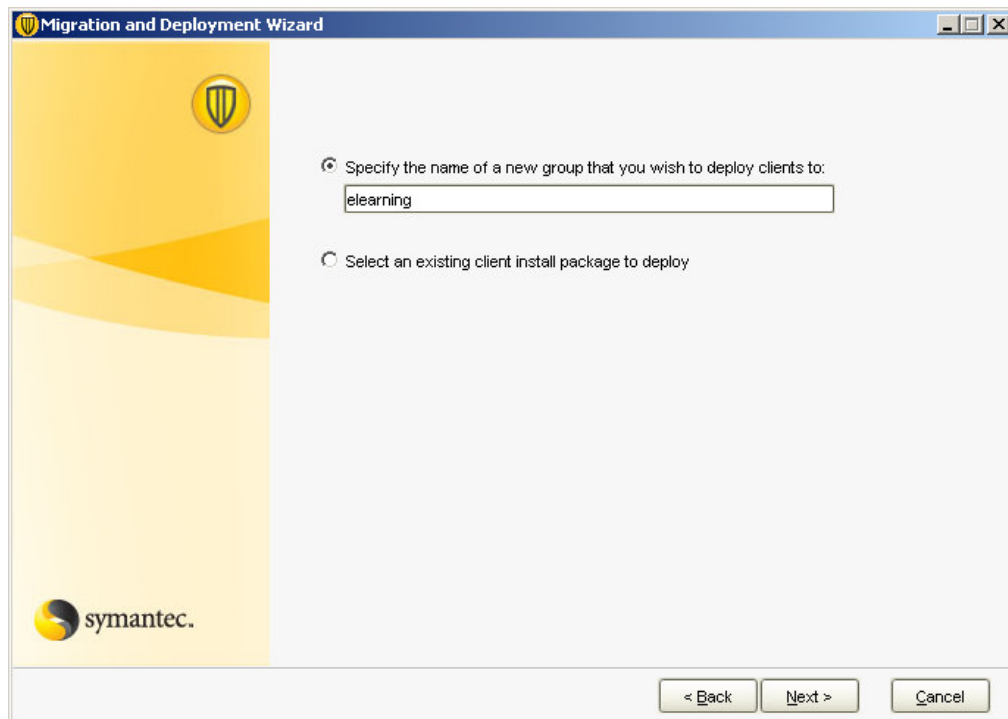 Migration and Deployment Wizard
Specify the name of a new group that you wish to deploy clients to:
elearning
Select an existing client install package to deploy
symantec.
< Back
Next >
Cancel